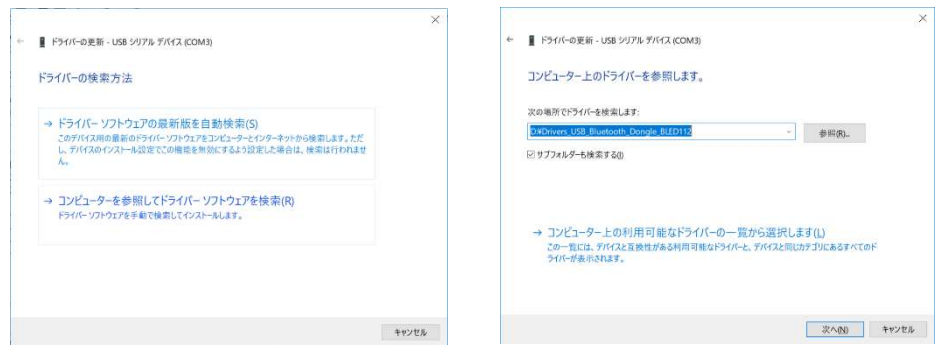 ドライバーの更新 - USB シリアル デバイス (COM3)
ドライバーの検索方法
→ ドライバー ソフトウェアの最新版を自動検索(S)
このデバイス用の最新のドライバー ソフトウェアをコンピューターとインターネットから検索します。ただ
し、デバイスのインストール設定でこの機能を無効にするよう設定した場合は、検索は行われませ
ん。
→ コンピューターを参照してドライバー ソフトウェアを検索(R)
ドライバー ソフトウェアを手動で検索してインストールします。
キャンセル
ドライバーの更新 - USB シリアル デバイス (COM3)
コンピューター上のドライバーを参照します。
次の場所でドライバーを検索します:
D:¥Drivers_USB_Bluetooth_Dongle_BLED112
参照(R)...
サブフォルダーも検索する(I)
→ コンピューター上の利用可能なドライバーの一覧から選択します(L)
この一覧には、デバイスと互換性がある利用可能なドライバーと、デバイスと同じカテゴリにあるすべてのド
ライバーが表示されます。
次へ(N)
キャンセル